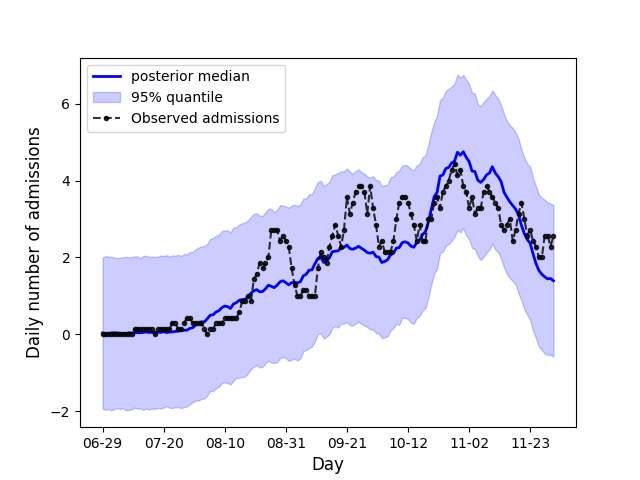 posterior median
95% quantile
Observed admissions
Daily number of admissions
6
4
2
0
−2
06-29 07-20 08-10 08-31 09-21 10-12 11-02 11-23
Day